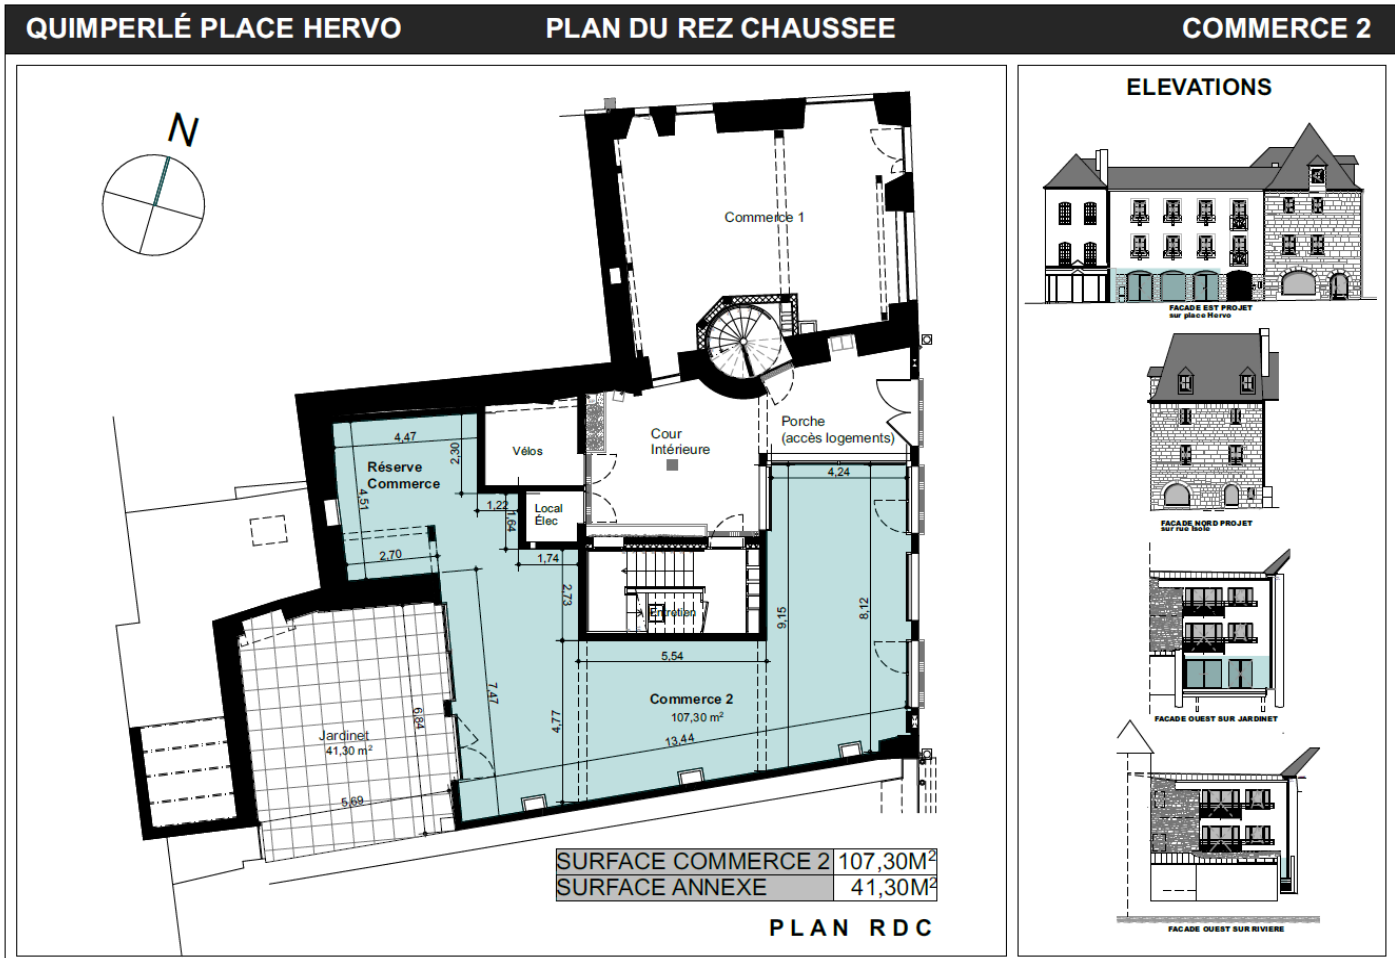 QUIMPERLÉ PLACE HERVO PLAN DU REZ CHAUSSEE COMMERCE 2
N
Commerce 1
Porche
(accès logements)
Cour
Intérieure
Vélos
Réserve
Commerce
Local
Élec
4,47
2,30
4,51
1,22
1,64
2,70
1,74
2,73
4,24
9,15
8,12
Entretien
5,54
7,47
4,77
Commerce 2
107,30 m²
13,44
Jardinet
41,30 m²
6,84
5,69
SURFACE COMMERCE 2 107,30M²
SURFACE ANNEXE 41,30M²
PLAN RDC
ELEVATIONS
FACADE EST PROJET
sur place Hervo
FACADE NORD PROJET
sur rue Isole
FACADE OUEST SUR JARDINET
FACADE OUEST SUR RIVIERE